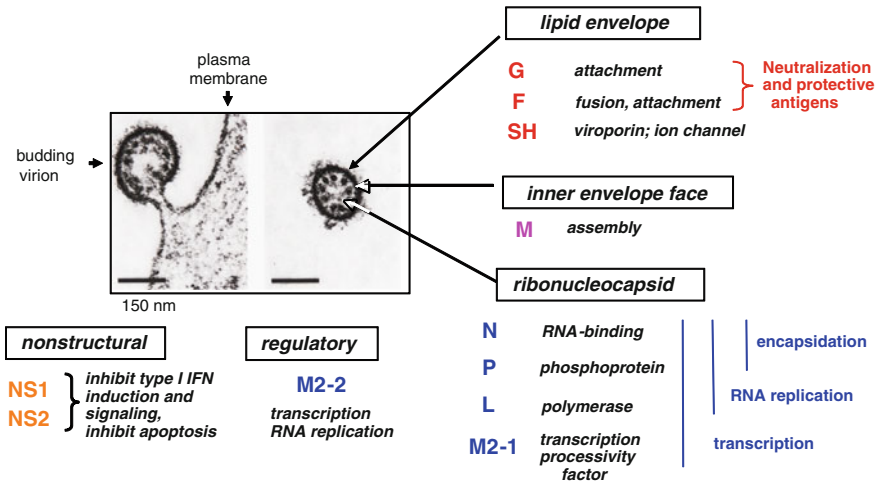 lipid envelope
G attachment
F fusion, attachment
SH viroporin; ion channel
Neutralization
and protective
antigens
plasma
membrane
budding
virion
150 nm
inner envelope face
M assembly
ribonucleocapsid
N RNA-binding
P phosphoprotein
L polymerase
M2-1 transcription
processivity
factor
encapsidation
RNA replication
transcription
nonstructural
NS1
NS2
inhibit type I IFN
induction and
signaling,
inhibit apoptosis
regulatory
M2-2
transcription
RNA replication